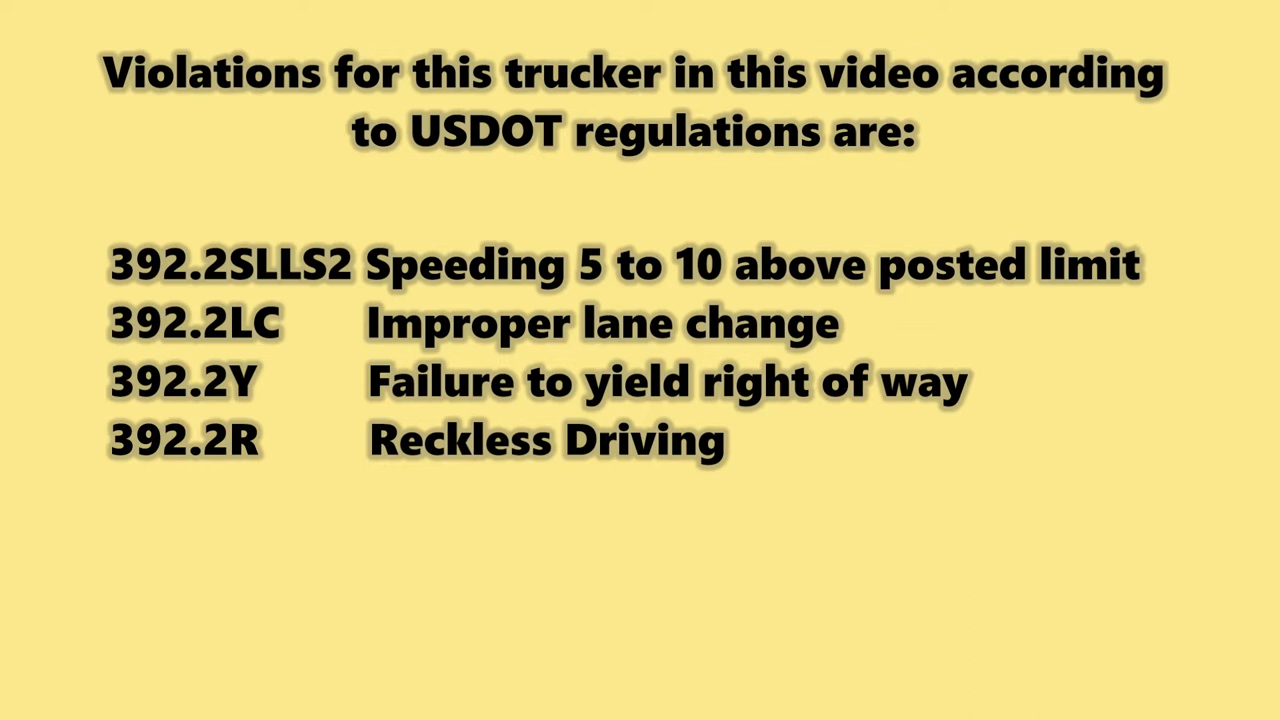 Violations for this trucker in this video according
to USDOT regulations are:
392.2SLLS2 Speeding 5 to 10 above posted limit
392.2LC Improper lane change
392.2Y Failure to yield right of way
392.2R Reckless Driving